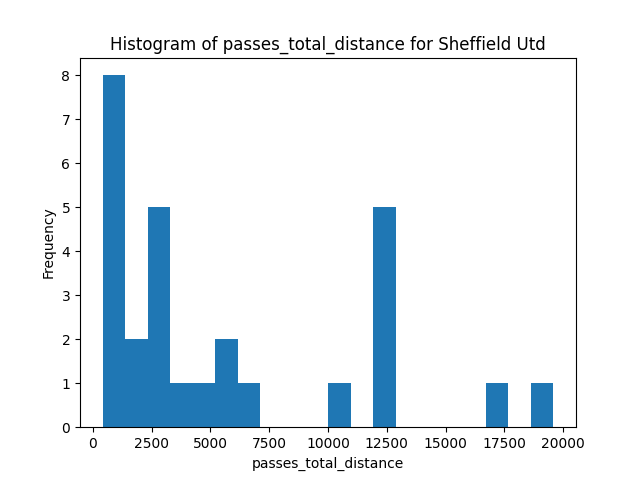 Histogram of passes_total_distance for Sheffield Utd
8
7
6
5
4
3
2
1
0
Frequency
0 2500 5000 7500 10000 12500 15000 17500 20000
passes_total_distance